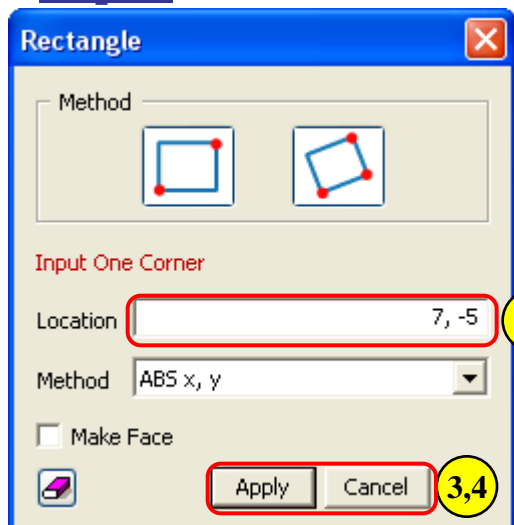 Rectangle
Method
Input One Corner
Location 7, -5
Method ABS x, y
Make Face
Apply Cancel 3,4